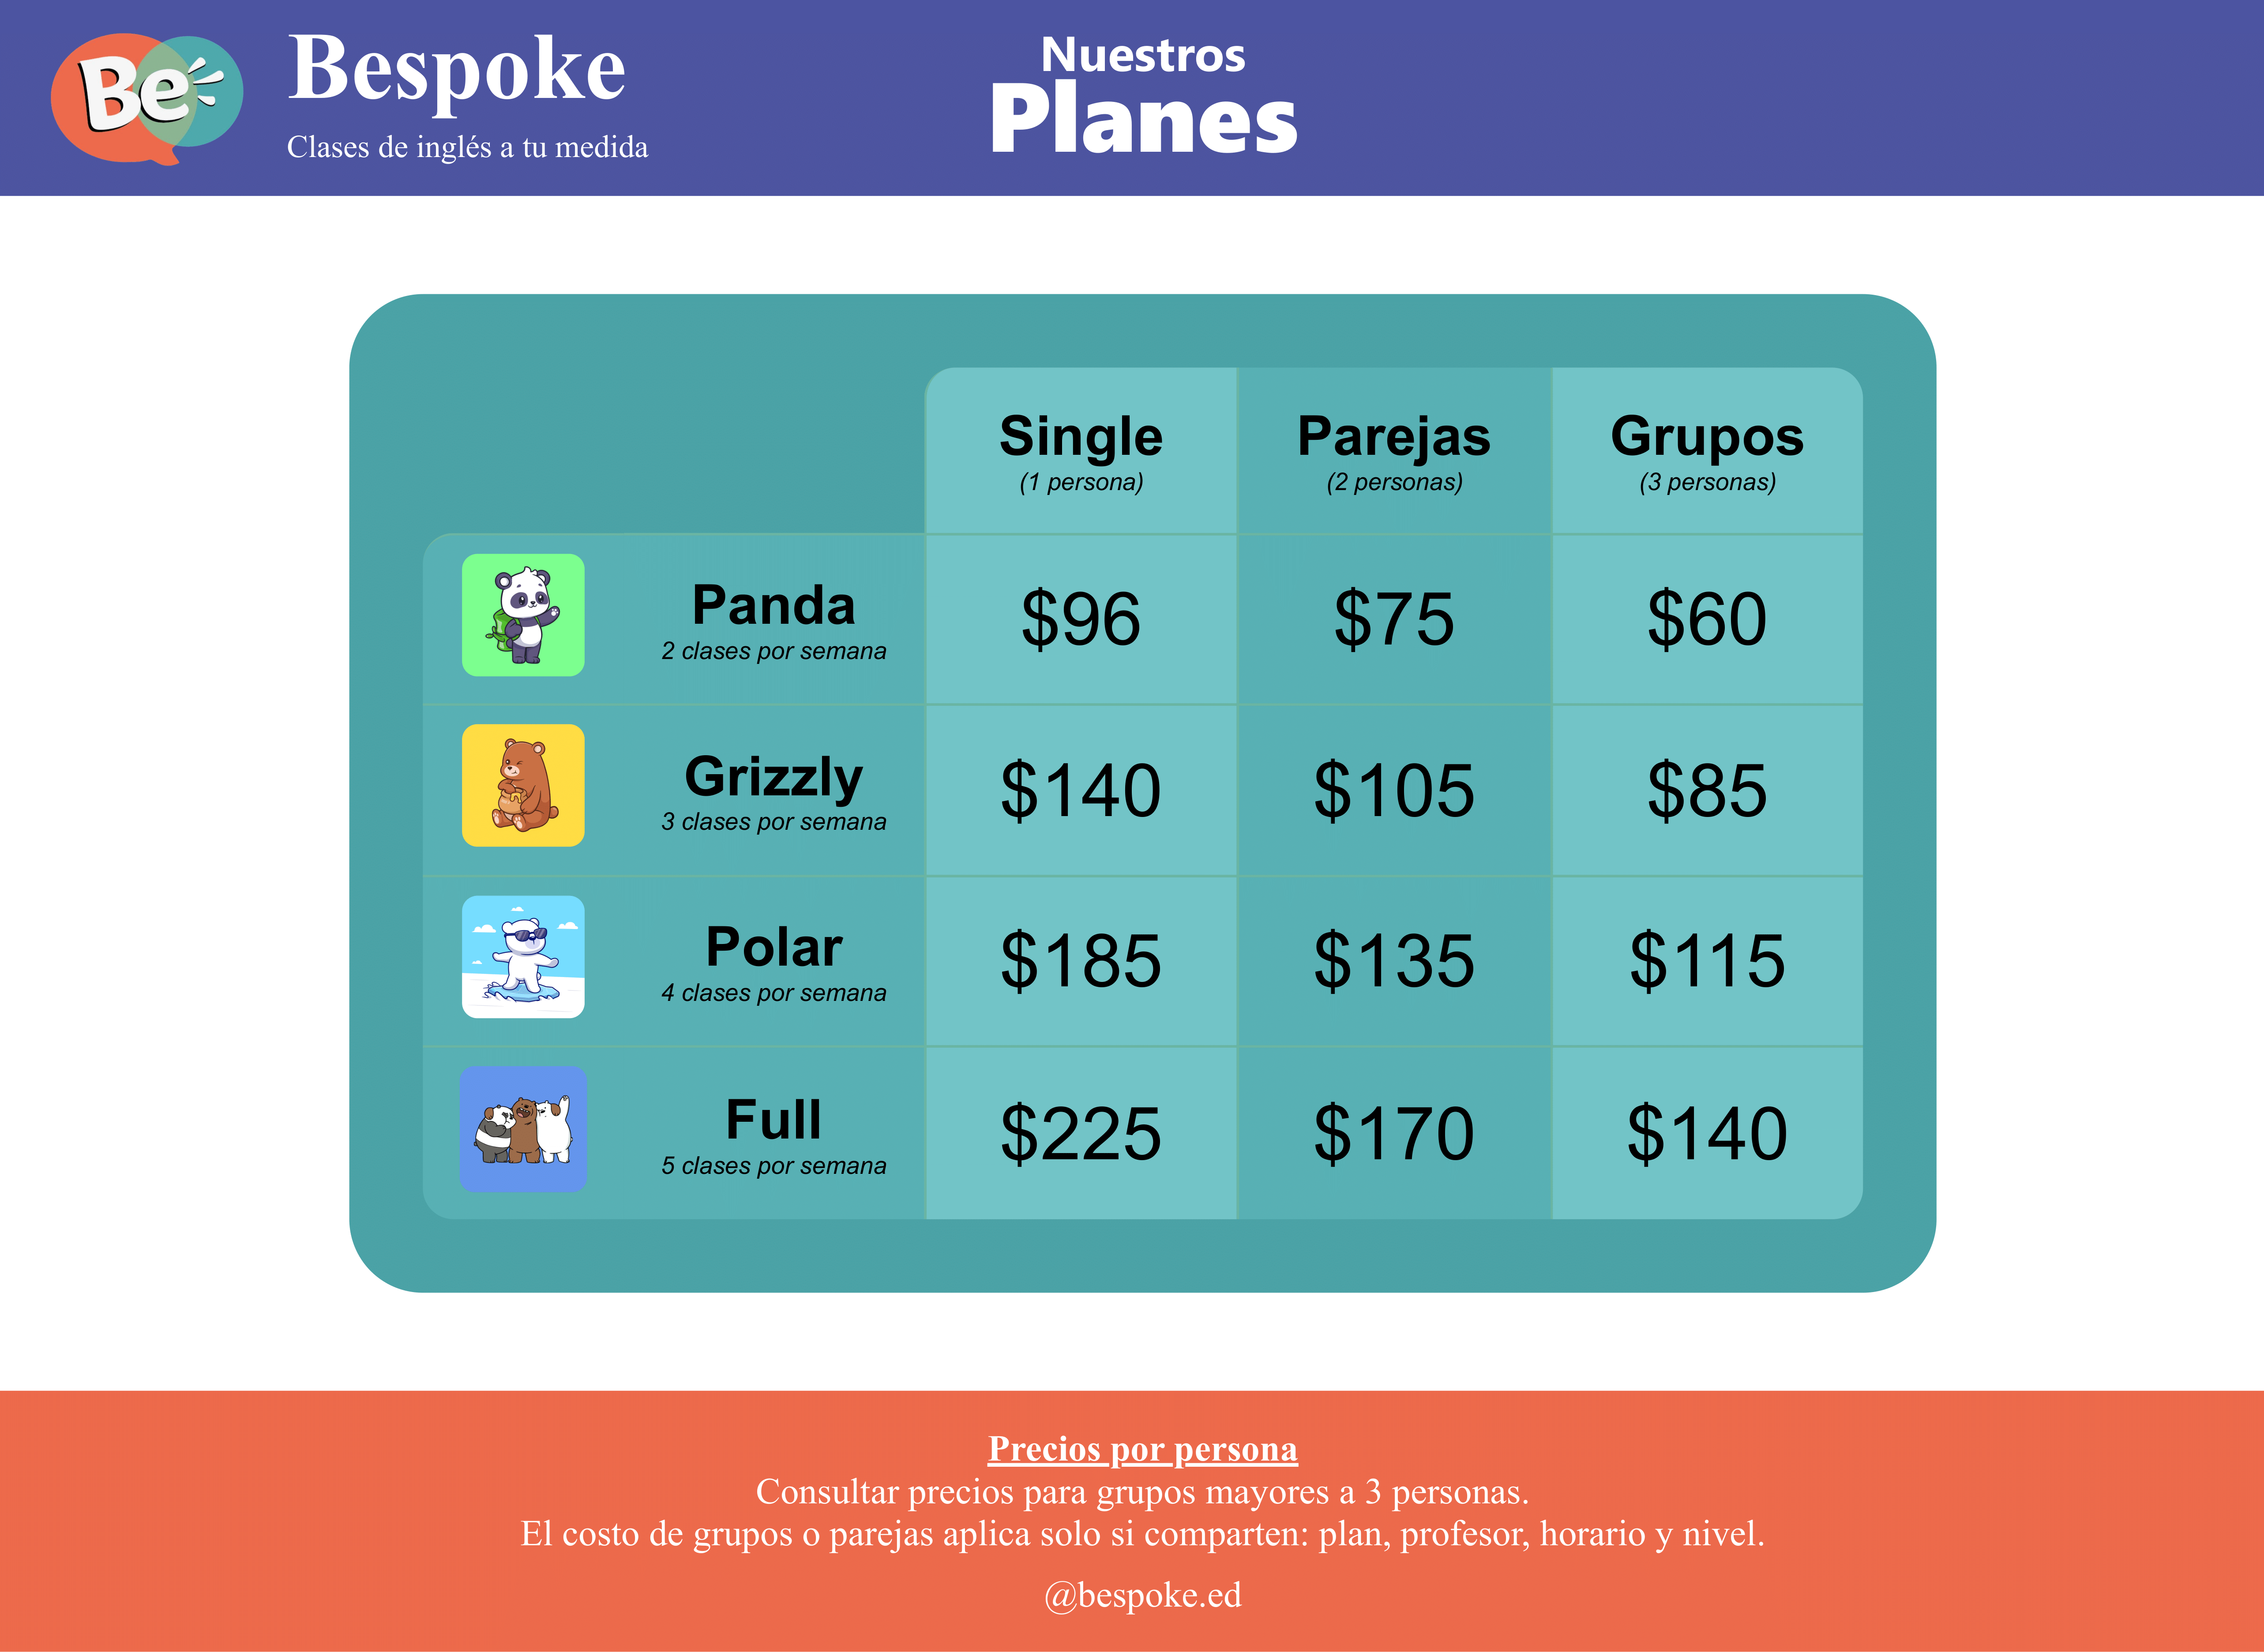 Be
Bespoke
Clases de inglés a tu medida
Nuestros
Planes
Single
(1 persona)
Parejas
(2 personas)
Grupos
(3 personas)
Panda
2 clases por semana
$96
$75
$60
Grizzly
3 clases por semana
$140
$105
$85
Polar
4 clases por semana
$185
$135
$115
Full
5 clases por semana
$225
$170
$140
Precios por persona
Consultar precios para grupos mayores a 3 personas.
El costo de grupos o parejas aplica solo si comparten: plan, profesor, horario y nivel.
@bespoke.ed